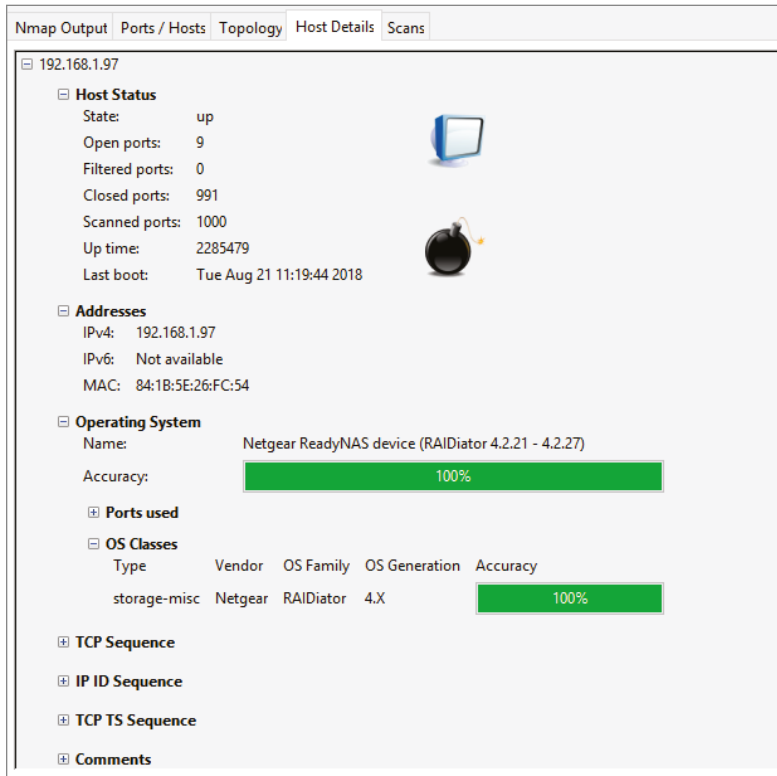 Nmap Output Ports / Hosts Topology Host Details Scans
192.168.1.97
Host Status
State: up
Open ports: 9
Filtered ports: 0
Closed ports: 991
Scanned ports: 1000
Up time: 2285479
Last boot: Tue Aug 21 11:19:44 2018
Addresses
IPv4: 192.168.1.97
IPv6: Not available
MAC: 84:1B:5E:26:FC:54
Operating System
Name: Netgear ReadyNAS device (RAIDiator 4.2.21 - 4.2.27)
Accuracy: 100%
Ports used
OS Classes
Type Vendor OS Family OS Generation Accuracy
storage-misc Netgear RAIDiator 4.X 100%
TCP Sequence
IP ID Sequence
TCP TS Sequence
Comments